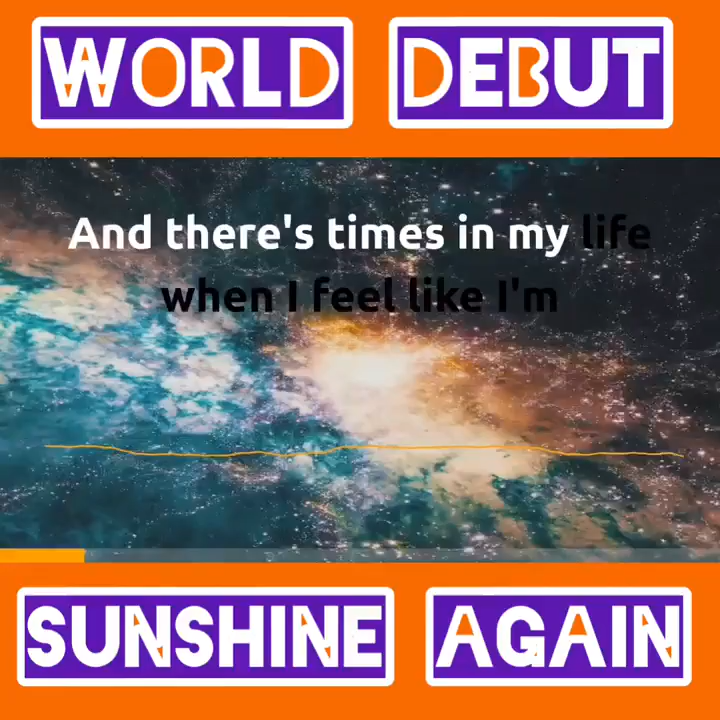 WORLD DEBUT
And there's times in my life
when I feel like I'm
SUNSHINE AGAIN